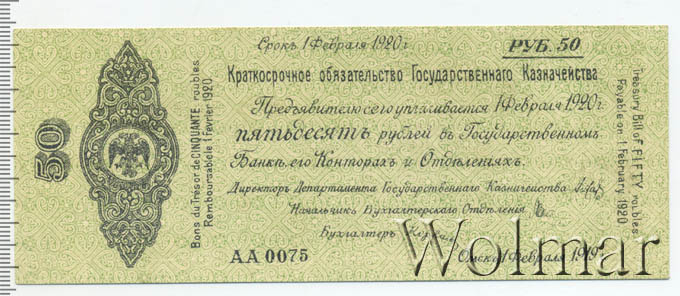 Срокъ 1 Февраля 1920 г.
РУБ. 50
Краткосрочное обязательство Государственнаго Казначейства
Предъявителю сего уплачивается 1 Февраля 1920 г.
пятьдесятъ рублей въ Государственномъ
Банкѣ, его Конторахъ и Отдѣленіяхъ.
Директоръ Департамента Государственнаго Казначейства
Начальникъ Бухгалтерскаго Отдѣленія
Бухгалтеръ
АА 0075
Омскъ 1 Февраля 1919 г.
50
Bons du Trésor de CINQUANTE roubles
Remboursable le 1 février 1920.
Treasury Bill of FIFTY roubles
Payable on 1 February 1920
Wolmar